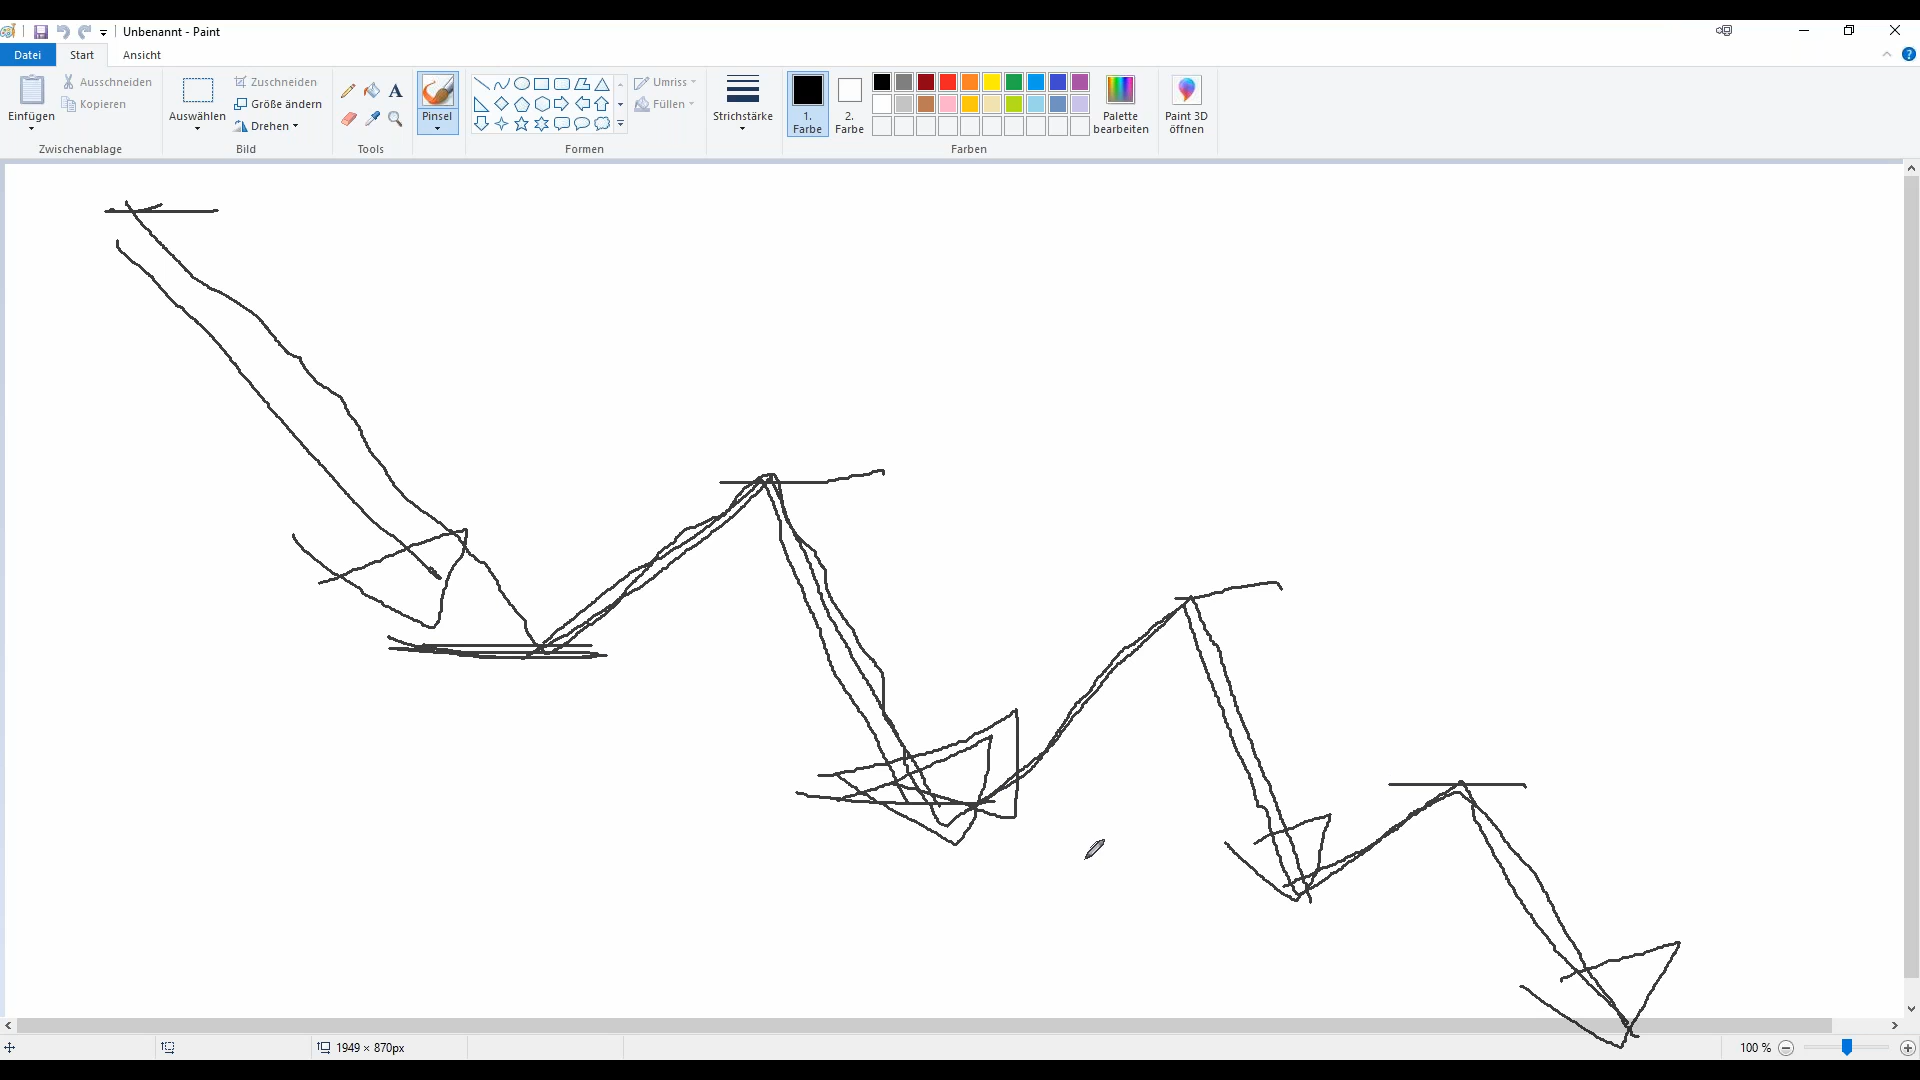 Unbenannt - Paint
Datei Start Ansicht
Einfügen
Ausschneiden
Kopieren
Zwischenablage
Auswählen
Zuschneiden
Größe ändern
Drehen
Bild
A
Tools
Pinsel
Umriss
Füllen
Formen
Strichstärke
1.
Farbe
2.
Farbe
Palette
bearbeiten
Farben
Paint 3D
öffnen
1949 × 870px
100 %